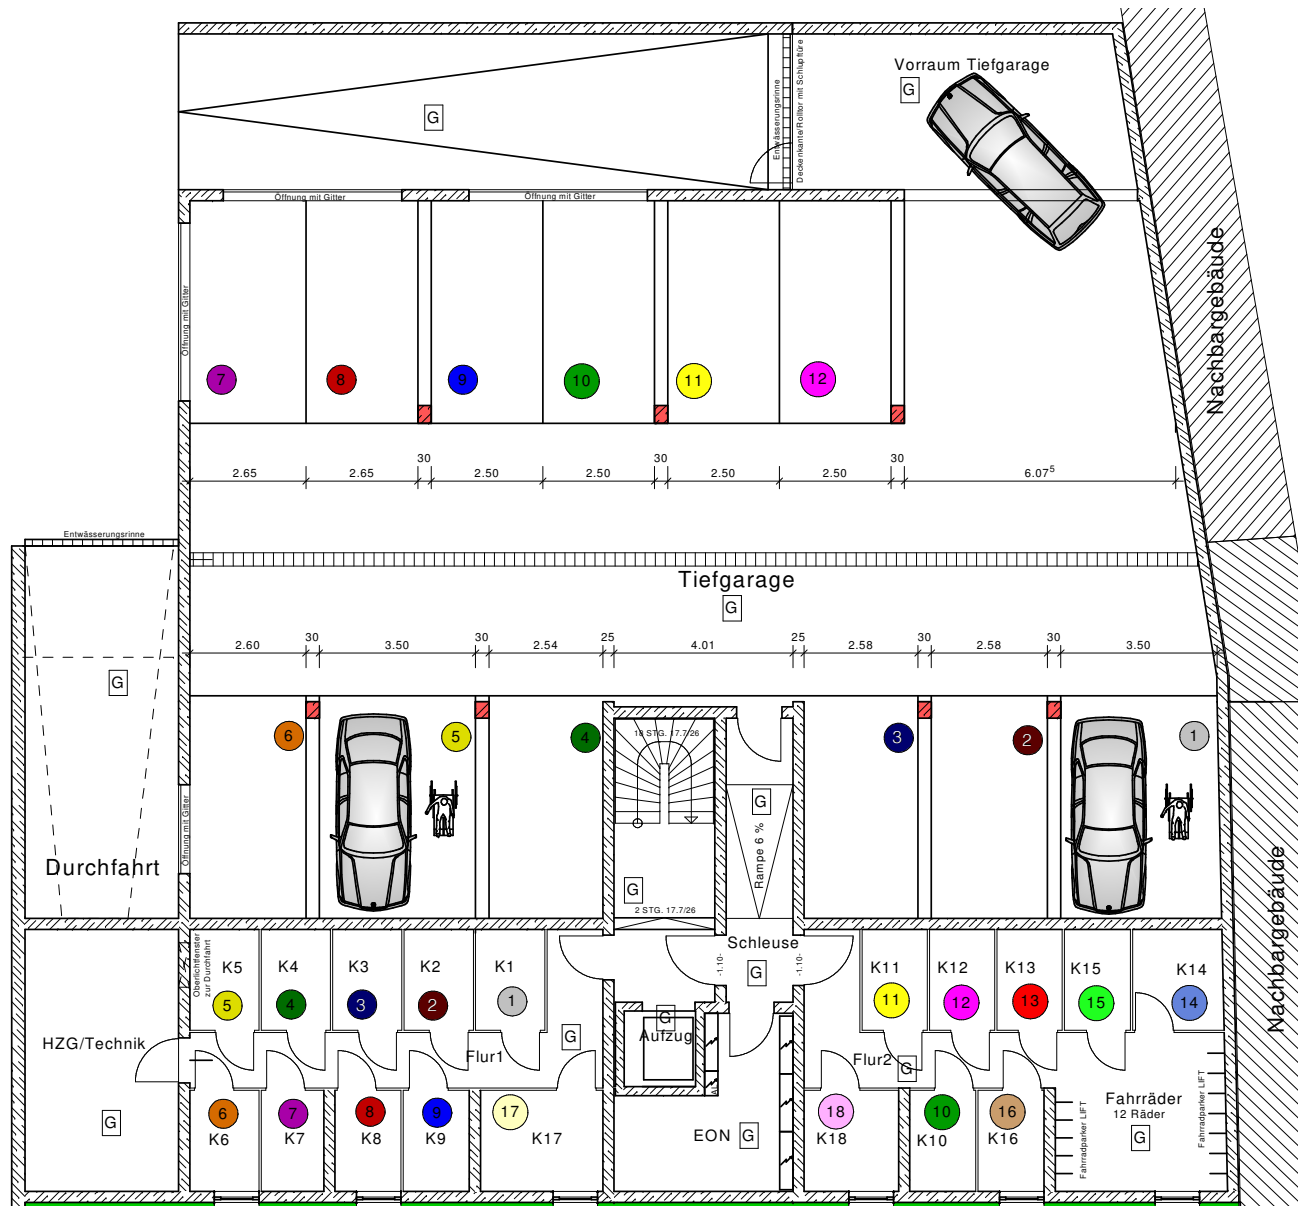 Vorraum Tiefgarage
G
G
Entwässerungsrinne
Deckenkante/Rolltor mit Schlupftüre
Öffnung mit Gitter
Öffnung mit Gitter
Öffnung mit Gitter
Nachbargebäude
7
8
9
10
11
12
2.65
2.65
30
2.50
2.50
30
2.50
2.50
30
6.07⁵
Entwässerungsrinne
Tiefgarage
G
2.60
30
3.50
30
2.54
25
4.01
25
2.58
30
2.58
30
3.50
G
6
5
4
18 STG. 17.7/26
3
2
1
G
Rampe 6 %
Öffnung mit Gitter
Durchfahrt
G
2 STG. 17.7/26
Nachbargebäude
Oberlichtfenster
zur Durchfahrt
K5
K4
K3
K2
K1
Schleuse
-1.10-
-1.10-
G
K11
K12
K13
K15
K14
5
4
3
2
1
11
12
13
15
14
HZG/Technik
Flur1
G
G
Aufzug
Flur2
G
G
6
7
8
9
17
18
10
16
K6
K7
K8
K9
K17
EON
G
K18
K10
K16
Fahrradparker LIFT
Fahrräder
12 Räder
G
Fahrradparker LIFT